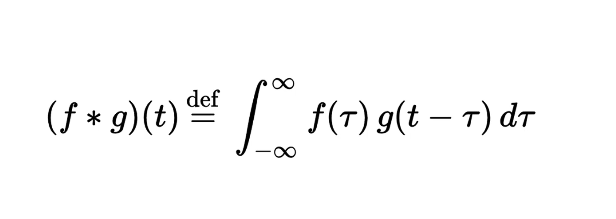 (f * g)(t) ≝ ∫_{-∞}^{∞} f(τ) g(t − τ) dτ